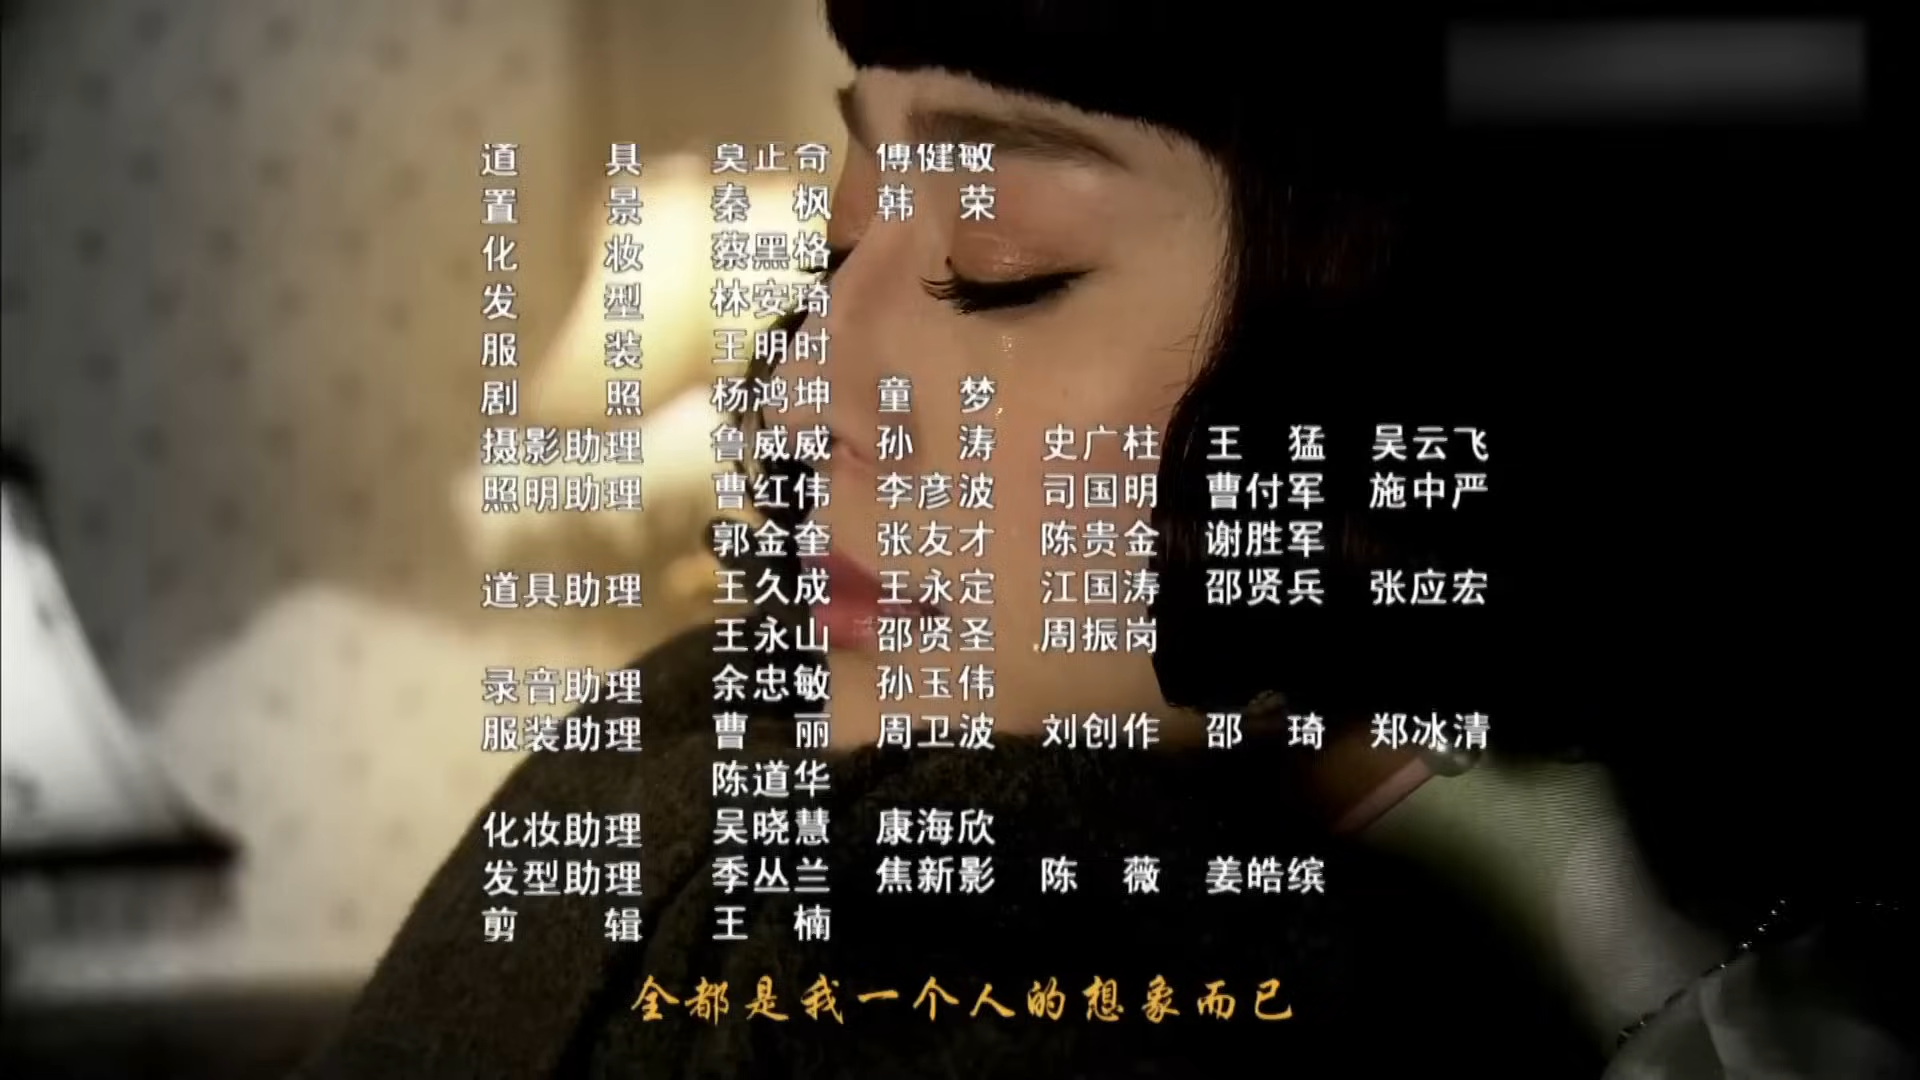 道具 吴正奇 傅健敏
置景 秦枫 韩荣
化妆 蔡黑格
发型 林安琦
服装 王明时
剧照 杨鸿坤 童梦
摄影助理 鲁威威 孙涛 史广柱 王猛 吴云飞
照明助理 曹红伟 李彦波 司国明 曹付军 施中严
郭金奎 张友才 陈贵金 谢胜军
道具助理 王久成 王永定 江国涛 邵贤兵 张应宏
王永山 邵贤圣 周振岗
录音助理 余忠敏 孙玉伟
服装助理 曹丽 周卫波 刘创作 邵琦 郑冰清
陈道华
化妆助理 吴晓慧 康海欣
发型助理 季丛兰 焦新影 陈薇 姜皓缤
剪辑 王楠
全都是我一个人的想象而已